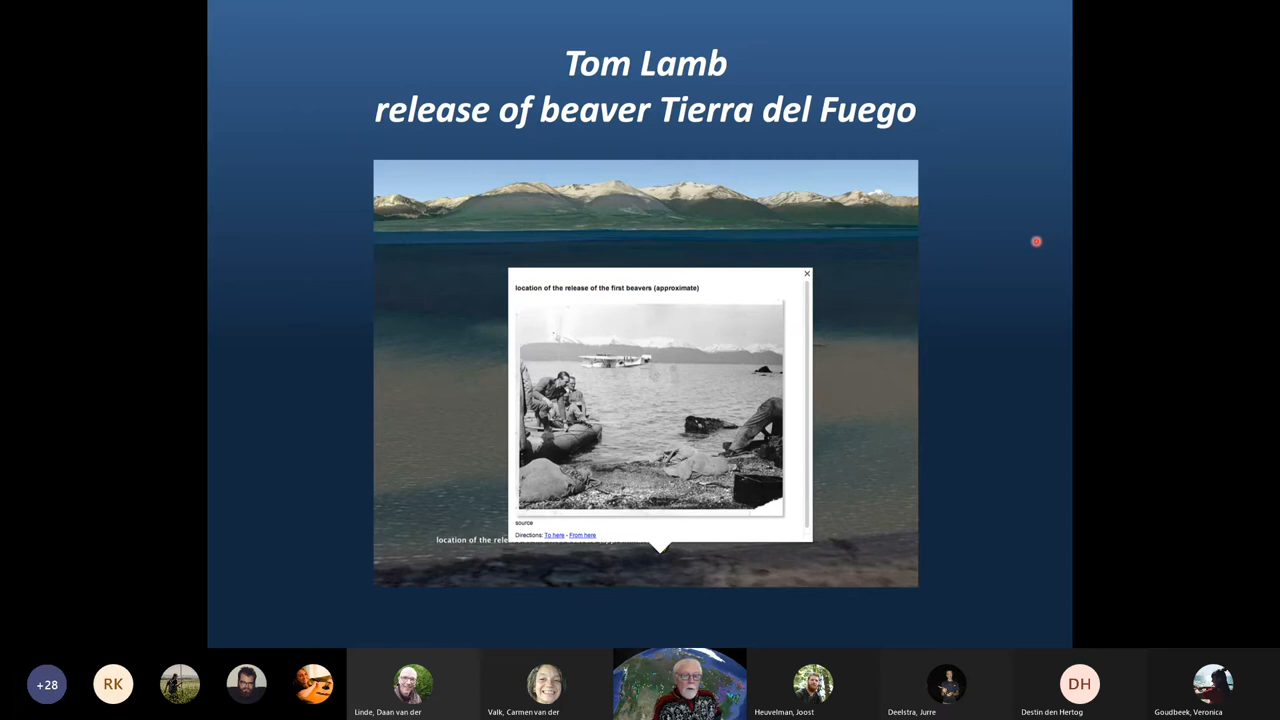 Tom Lamb
release of beaver Tierra del Fuego
location of the release of the first beavers (approximate)
source
Directions: To here - From here
location of the rele
+28
RK
Linde, Daan van der
Valk, Carmen van der
Heuvelman, Joost
Deelstra, Jurre
DH
Destin den Hertog
Goudbeek, Veronica